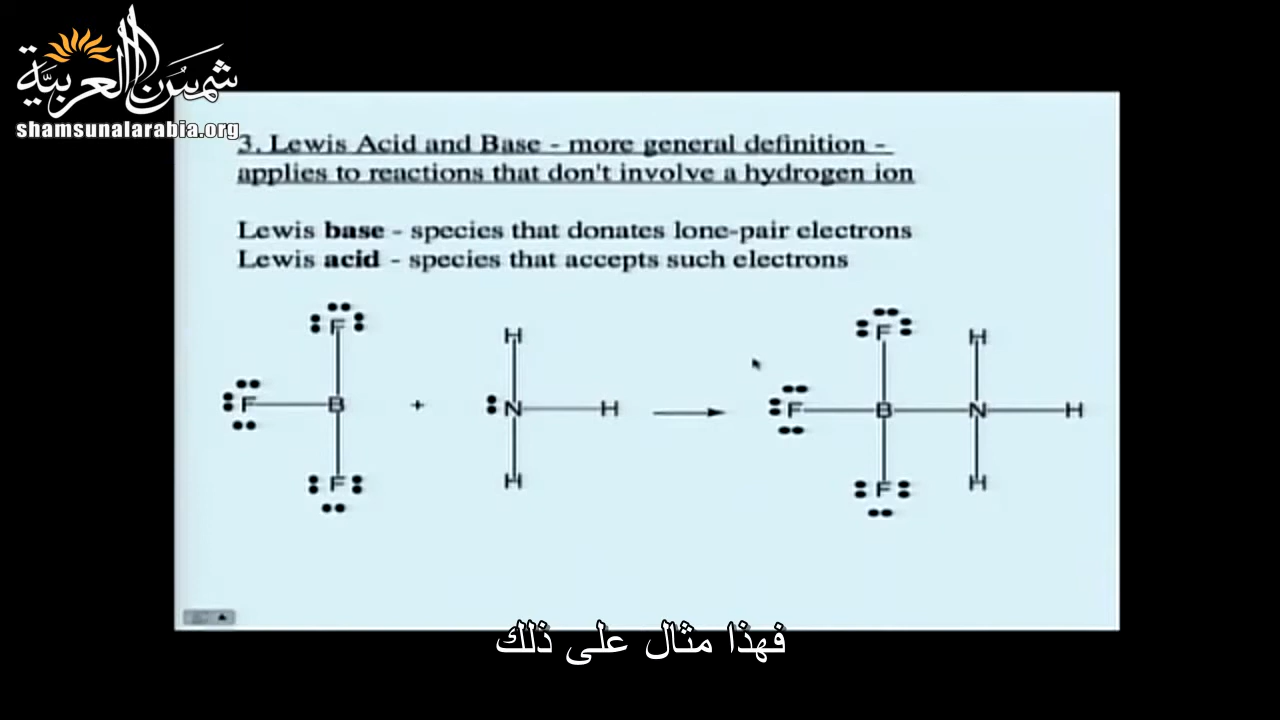 شمس العربية
shamsunalarabia.org
3. Lewis Acid and Base - more general definition -
applies to reactions that don't involve a hydrogen ion
Lewis base - species that donates lone-pair electrons
Lewis acid - species that accepts such electrons
F F H H
F B + N H F B N H
F H F H
فهذا مثال على ذلك